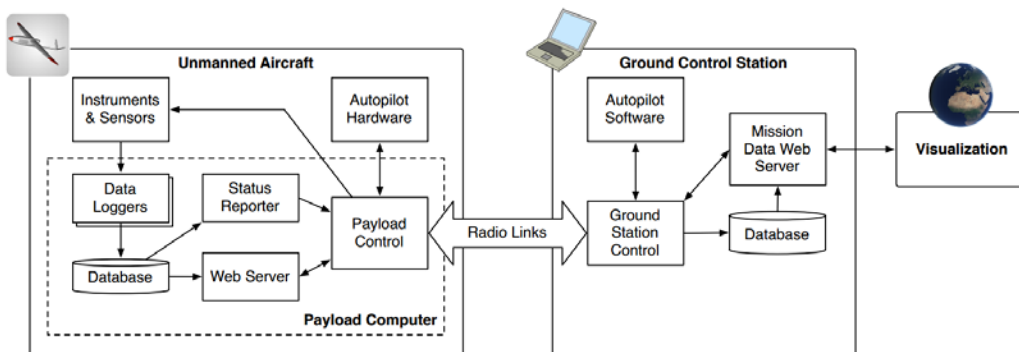 Unmanned Aircraft
Instruments
& Sensors
Autopilot
Hardware
Data
Loggers
Status
Reporter
Payload
Control
Database
Web Server
Payload Computer
Radio Links
Ground Control Station
Autopilot
Software
Mission
Data Web
Server
Ground
Station
Control
Database
Visualization